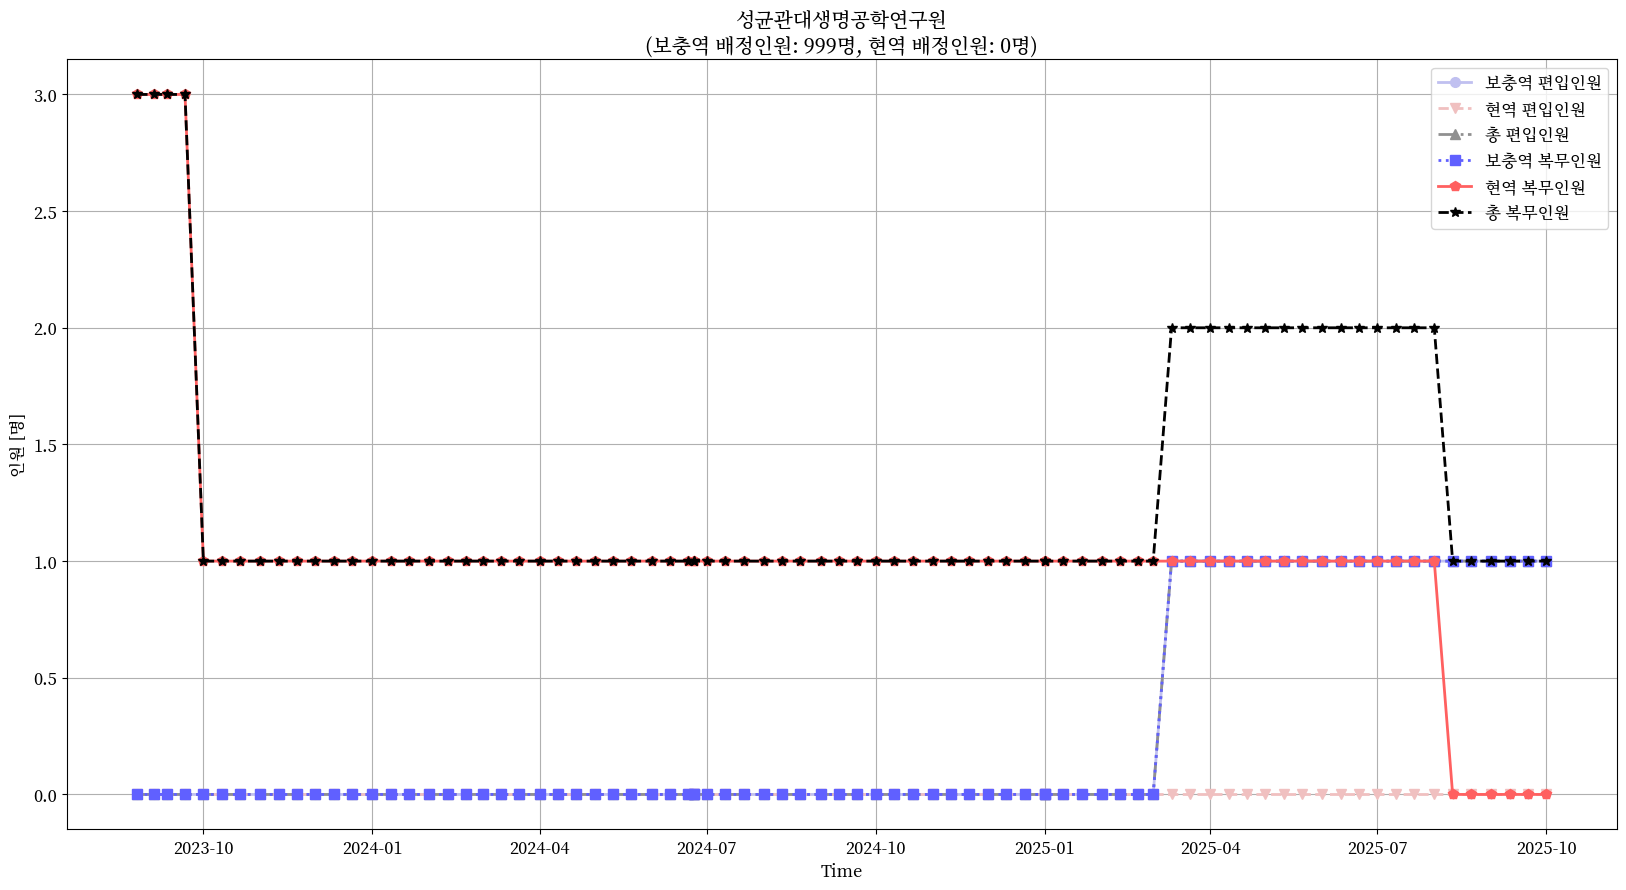 성균관대생명공학연구원
(보충역 배정인원: 999명, 현역 배정인원: 0명)
3.0
2.5
2.0
1.5
1.0
0.5
0.0
인원 [명]
보충역 편입인원
현역 편입인원
총 편입인원
보충역 복무인원
현역 복무인원
총 복무인원
2023-10
2024-01
2024-04
2024-07
2024-10
2025-01
2025-04
2025-07
2025-10
Time